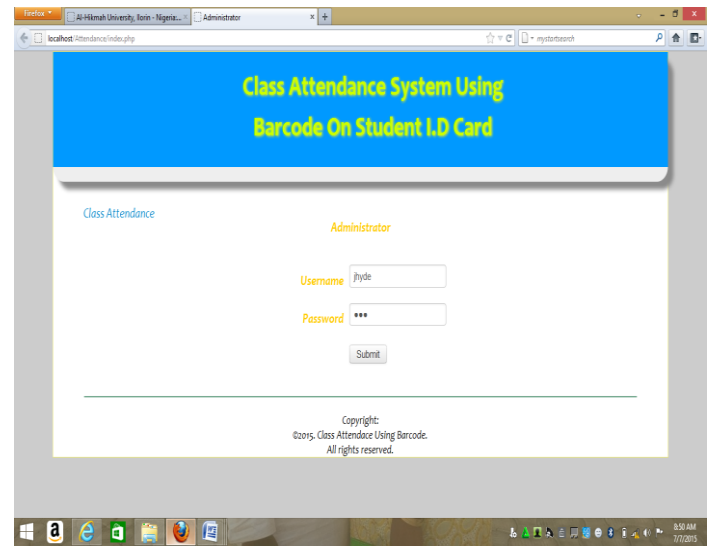 Firefox
Al-Hikmah University, Ilorin - Nigeria:...
Administrator
localhost/Attendance/index.php
mystartsearch
Class Attendance System Using
Barcode On Student I.D Card
Class Attendance
Administrator
Username
jhyde
Password
Submit
Copyright:
©2015. Class Attendace Using Barcode.
All rights reserved.
8:50 AM
7/7/2015